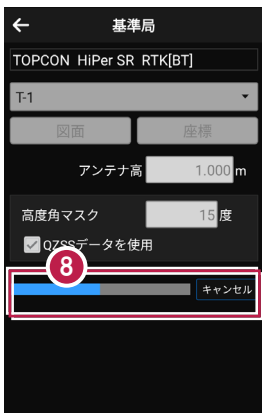 基準局
TOPCON HiPer SR RTK[BT]
T-1
図面 座標
アンテナ高 1.000 m
高度角マスク 15 度
QZSSデータを使用
8
キャンセル